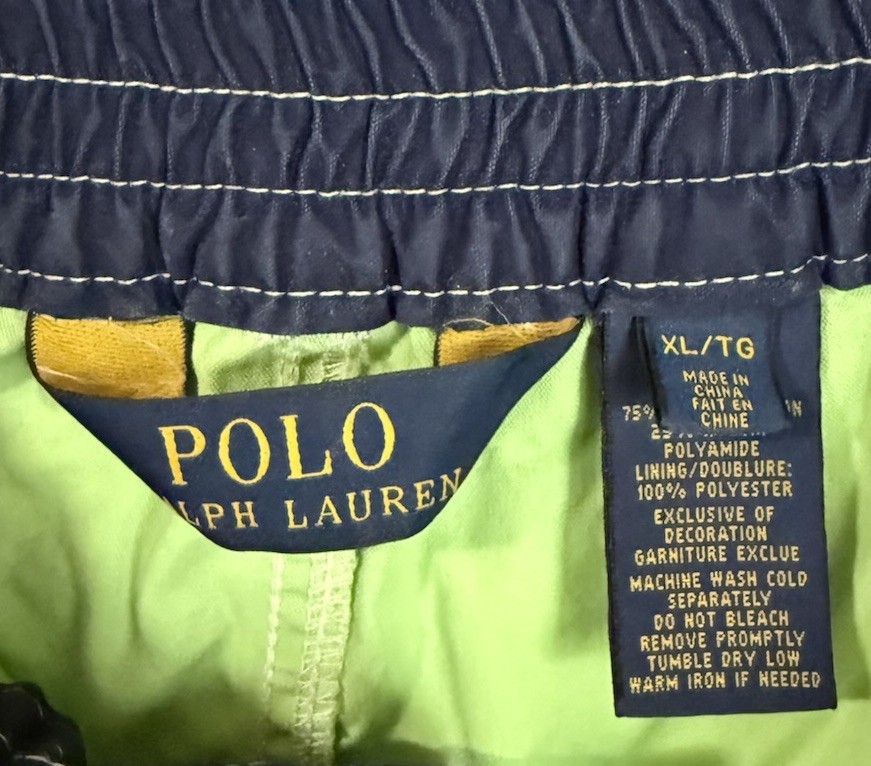 POLO
LPH LAUREN
XL/TG
MADE IN
CHINA
FAIT EN
CHINE
75%
POLYAMIDE
LINING/DOUBLURE:
100% POLYESTER
EXCLUSIVE OF
DECORATION
GARNITURE EXCLUE
MACHINE WASH COLD
SEPARATELY
DO NOT BLEACH
REMOVE PROMPTLY
TUMBLE DRY LOW
WARM IRON IF NEEDED